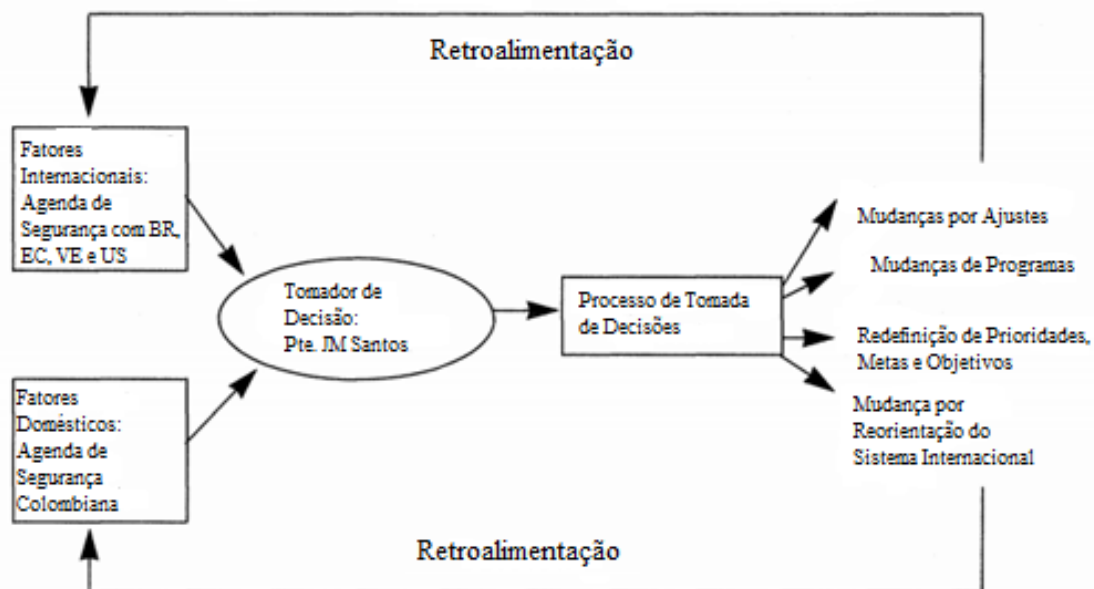 Retroalimentação
Fatores
Internacionais:
Agenda de
Segurança com BR,
EC, VE e US
Tomador de
Decisão:
Pte. JM Santos
Processo de Tomada
de Decisões
Mudanças por Ajustes
Mudanças de Programas
Redefinição de Prioridades,
Metas e Objetivos
Mudança por
Reorientação do
Sistema Internacional
Fatores
Domésticos:
Agenda de
Segurança
Colombiana
Retroalimentação